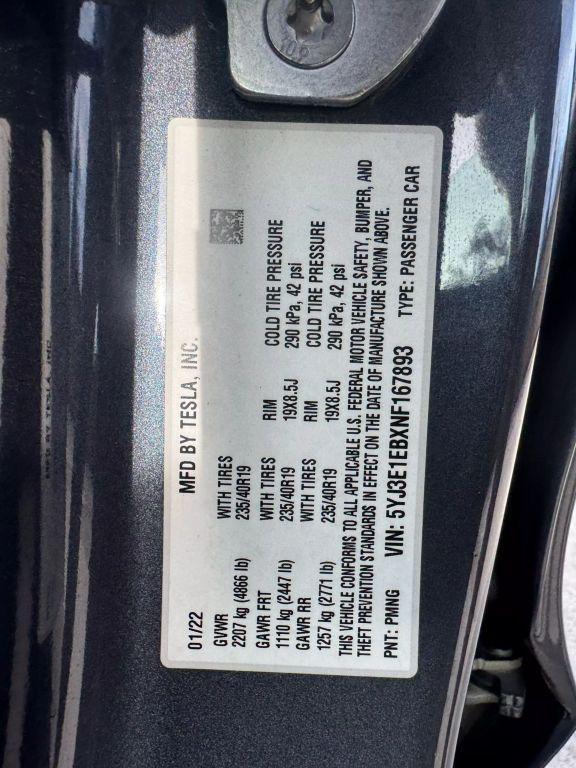 01/22 MFD BY TESLA, INC.
GVWR WITH TIRES
2207 kg (4866 lb) 235/40R19
GAWR FRT WITH TIRES RIM COLD TIRE PRESSURE
1110 kg (2447 lb) 235/40R19 19X8.5J 290 kPa, 42 psi
GAWR RR WITH TIRES RIM COLD TIRE PRESSURE
1257 kg (2771 lb) 235/40R19 19X8.5J 290 kPa, 42 psi
THIS VEHICLE CONFORMS TO ALL APPLICABLE U.S. FEDERAL MOTOR VEHICLE SAFETY, BUMPER, AND
THEFT PREVENTION STANDARDS IN EFFECT ON THE DATE OF MANUFACTURE SHOWN ABOVE.
PNT: PMNG VIN: 5YJ3E1EBXNF167893 TYPE: PASSENGER CAR